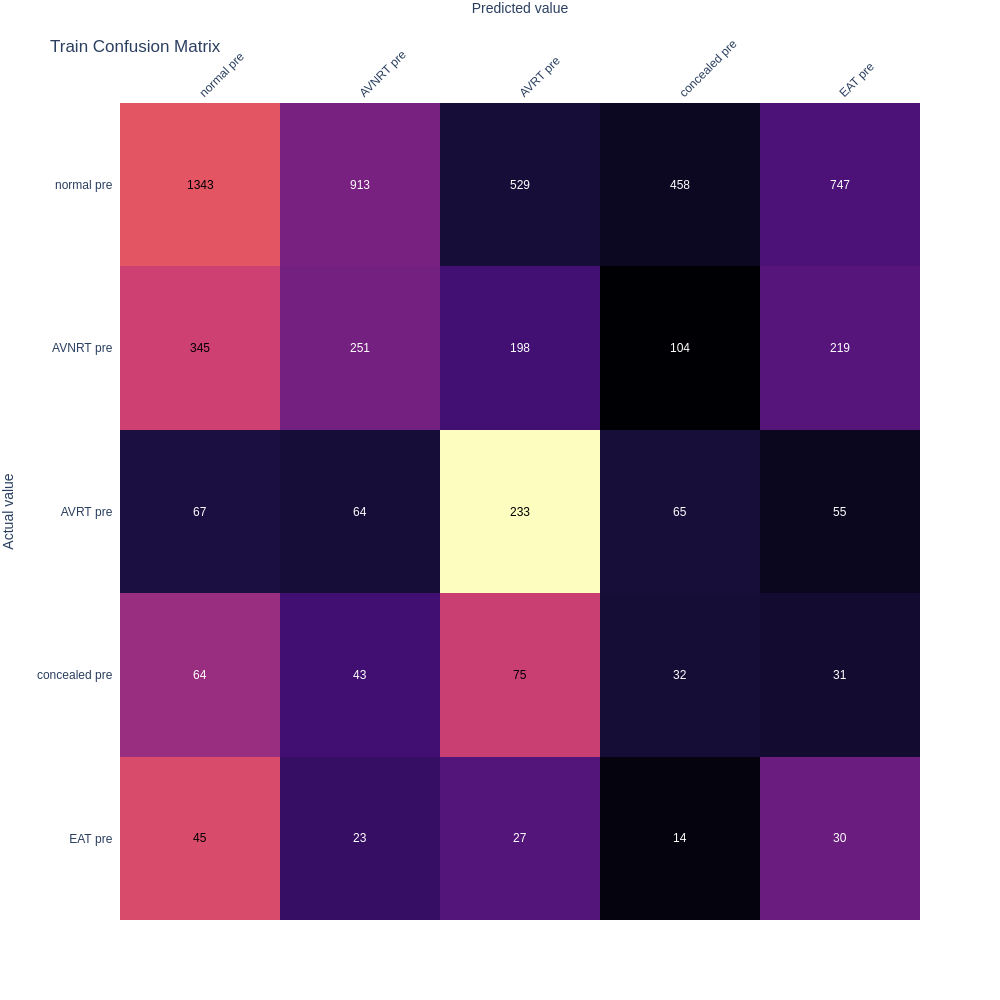 Predicted value
Train Confusion Matrix
normal pre AVNRT pre AVRT pre concealed pre EAT pre
normal pre 1343 913 529 458 747
AVNRT pre 345 251 198 104 219
Actual value
AVRT pre 67 64 233 65 55
concealed pre 64 43 75 32 31
EAT pre 45 23 27 14 30